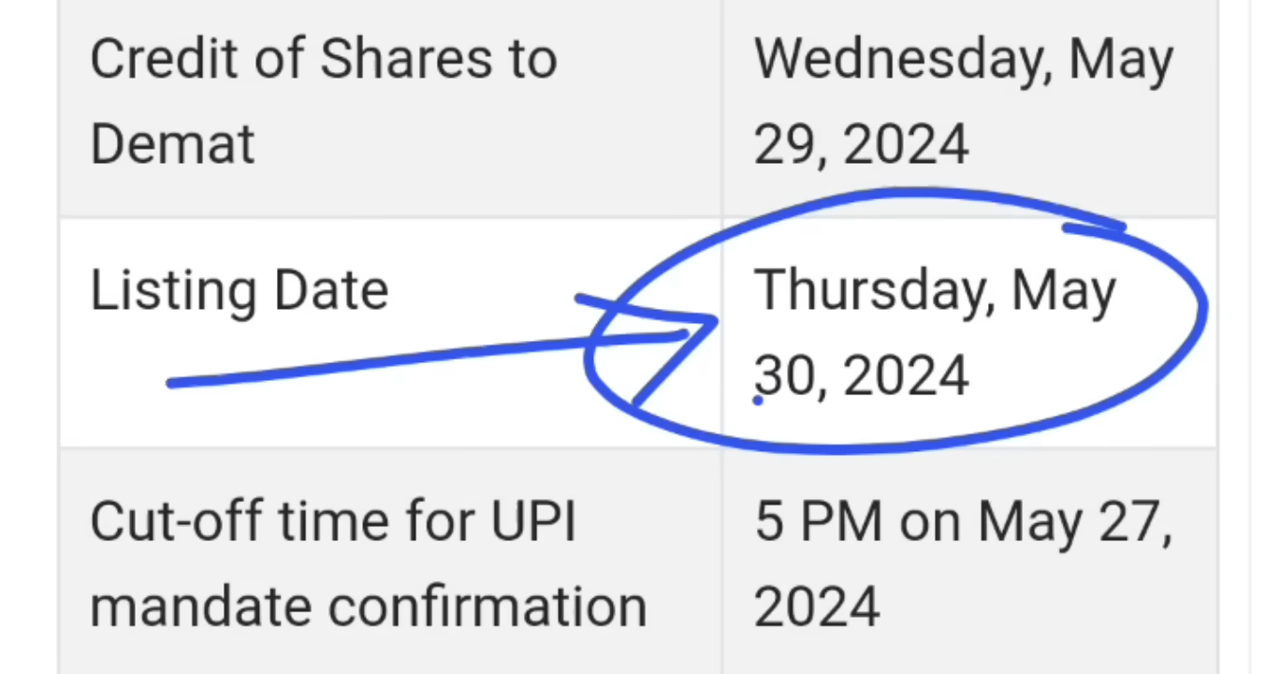 Credit of Shares to
Demat
Wednesday, May
29, 2024
Listing Date
Thursday, May
30, 2024
Cut-off time for UPI
mandate confirmation
5 PM on May 27,
2024